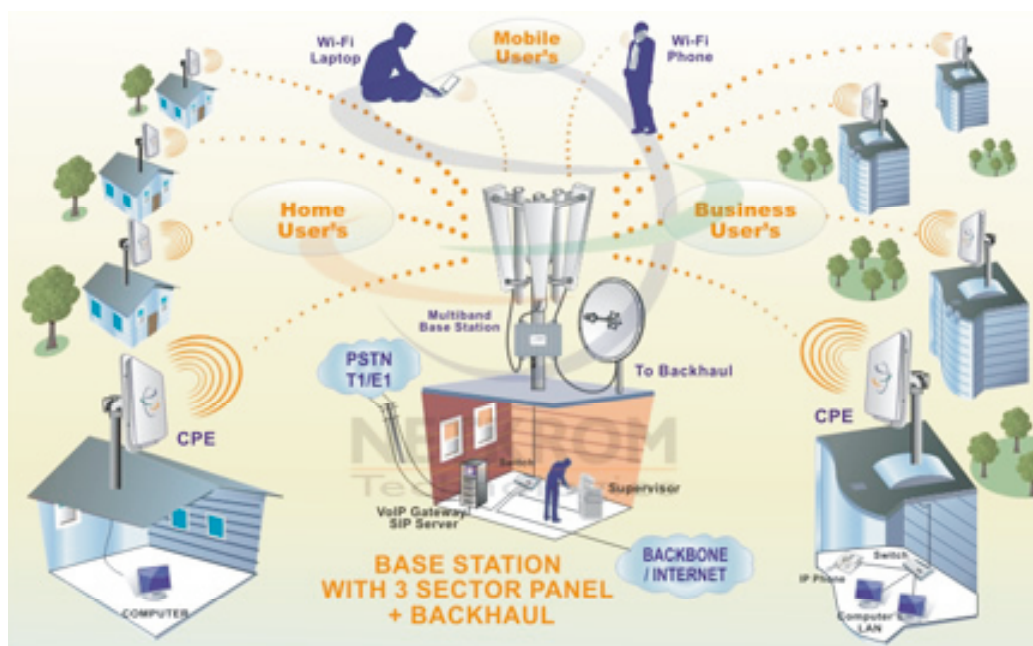 Wi-Fi
Laptop
Mobile
User's
Wi-Fi
Phone
Home
User's
Business
User's
Multiband
Base Station
PSTN
T1/E1
To Backhaul
CPE
CPE
Switch
Supervisor
VoIP Gateway
SIP Server
BASE STATION
WITH 3 SECTOR PANEL
+ BACKHAUL
BACKBONE
/ INTERNET
COMPUTER
Switch
IP Phone
Computer
LAN